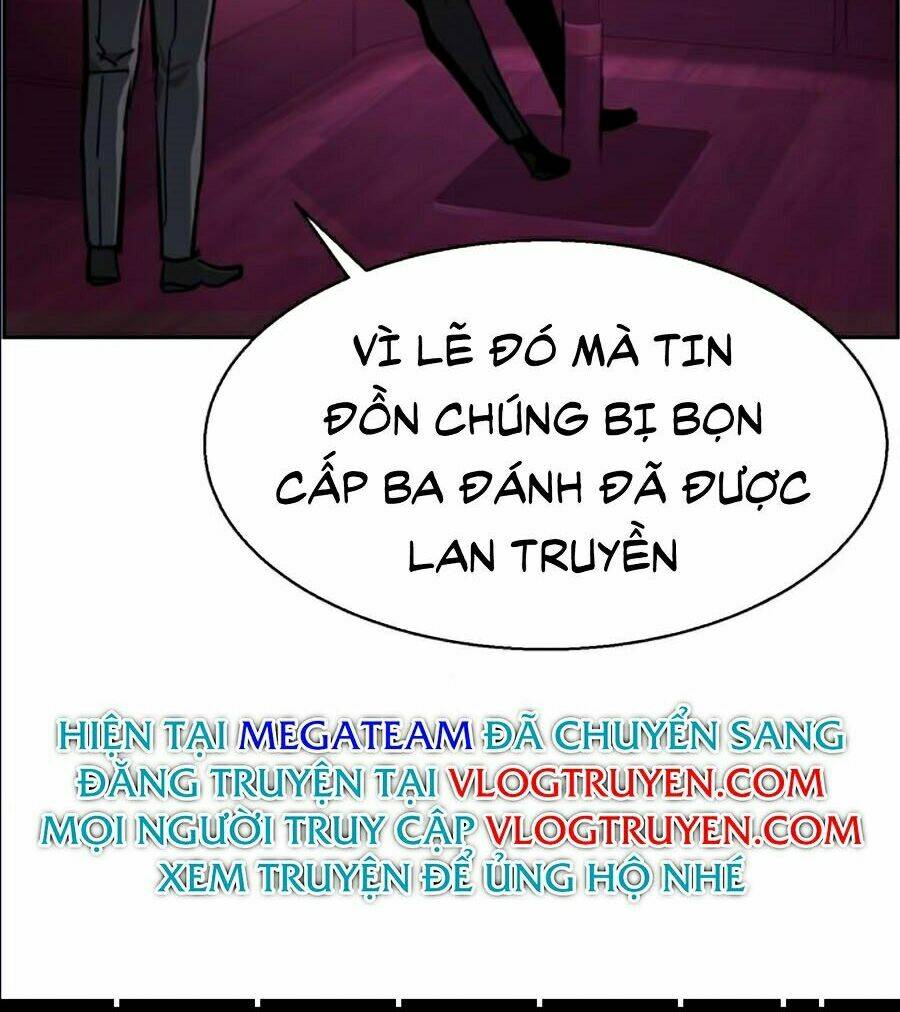 VÌ LẼ ĐÓ MÀ TIN
ĐỒN CHÚNG BỊ BỌN
CẤP BA ĐÁNH ĐÃ ĐƯỢC
LAN TRUYỀN
HIỆN TẠI MEGATEAM ĐÃ CHUYỂN SANG
ĐĂNG TRUYỆN TẠI VLOGTRUYEN.COM
MỌI NGƯỜI TRUY CẬP VLOGTRUYEN.COM
XEM TRUYỆN ĐỂ ỦNG HỘ NHÉ